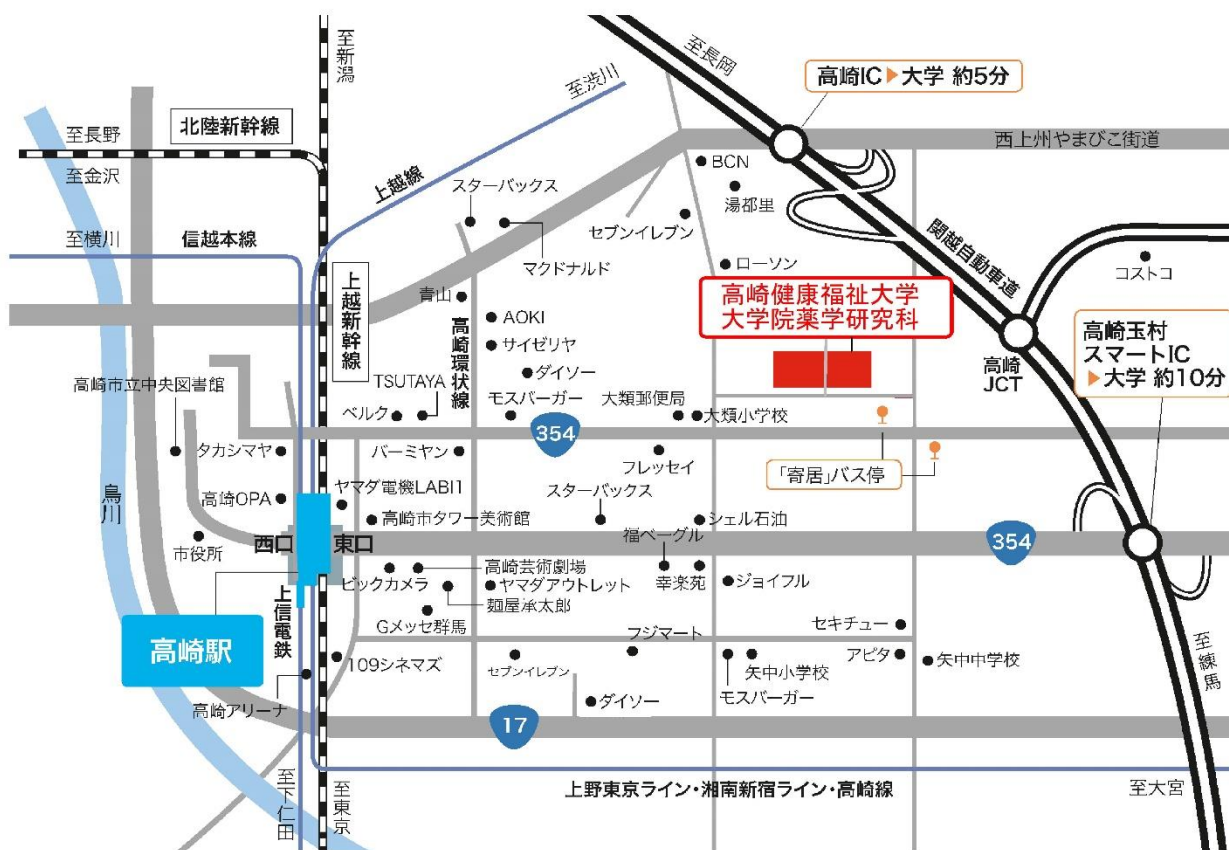 至新潟
至長岡
高崎IC▶大学 約5分
至渋川
北陸新幹線
至長野
至金沢
西上州やまびこ街道
BCN
湯都里
上越線
スターバックス
セブンイレブン
マクドナルド
至横川
信越本線
関越自動車道
コストコ
ローソン
上越新幹線
青山
高崎環状線
AOKI
サイゼリヤ
ダイソー
高崎健康福祉大学
大学院薬学研究科
高崎
JCT
高崎玉村
スマートIC
▶大学 約10分
高崎市立中央図書館
TSUTAYA
ベルク
モスバーガー
大類郵便局
大類小学校
354
タカシマヤ
バーミヤン
フレッセイ
「寄居」バス停
烏川
高崎OPA
ヤマダ電機LABI1
スターバックス
高崎市タワー美術館
シェル石油
市役所
西口
東口
福ベーグル
354
上信電鉄
ビックカメラ
高崎芸術劇場
ヤマダアウトレット
幸楽苑
ジョイフル
麺屋承太郎
Gメッセ群馬
高崎駅
フジマート
セキチュー
109シネマズ
セブンイレブン
矢中小学校
アピタ
矢中中学校
至練馬
高崎アリーナ
ダイソー
モスバーガー
17
至下仁田
至東京
上野東京ライン・湘南新宿ライン・高崎線
至大宮